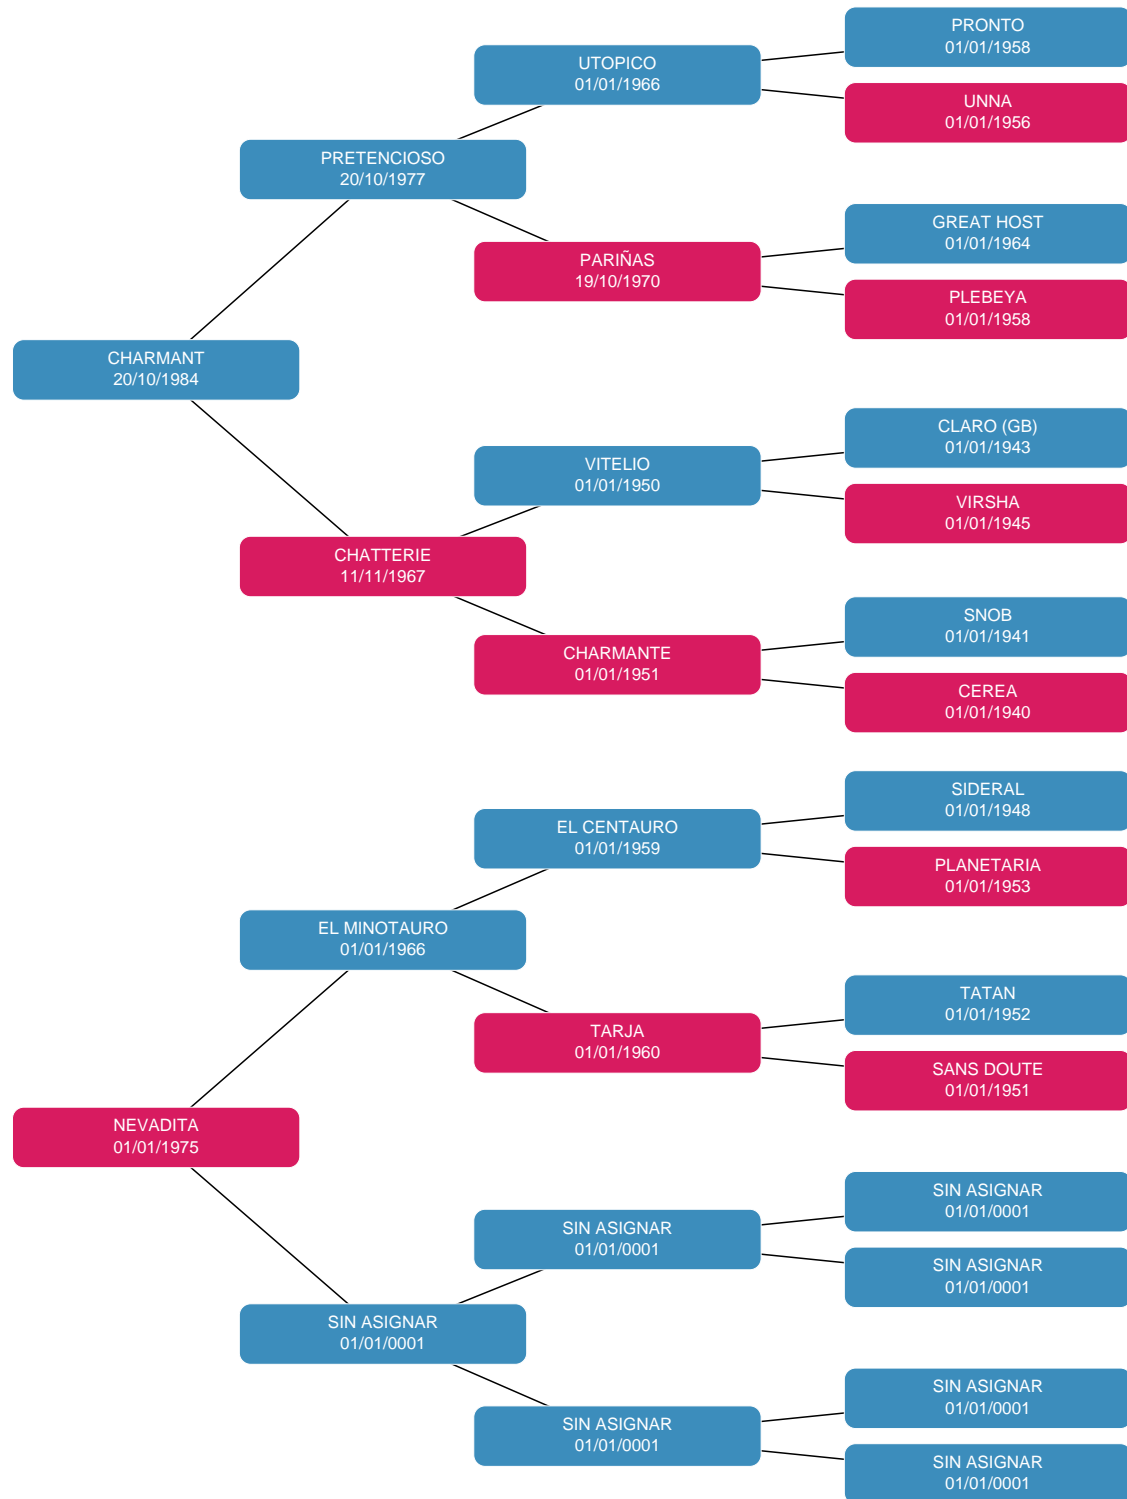 PRONTO
01/01/1958
UTOPICO
01/01/1966
UNNA
01/01/1956
PRETENCIOSO
20/10/1977
GREAT HOST
01/01/1964
PARIÑAS
19/10/1970
PLEBEYA
01/01/1958
CHARMANT
20/10/1984
CLARO (GB)
01/01/1943
VITELIO
01/01/1950
VIRSHA
01/01/1945
CHATTERIE
11/11/1967
SNOB
01/01/1941
CHARMANTE
01/01/1951
CEREA
01/01/1940
SIDERAL
01/01/1948
EL CENTAURO
01/01/1959
PLANETARIA
01/01/1953
EL MINOTAURO
01/01/1966
TATAN
01/01/1952
TARJA
01/01/1960
SANS DOUTE
01/01/1951
NEVADITA
01/01/1975
SIN ASIGNAR
01/01/0001
SIN ASIGNAR
01/01/0001
SIN ASIGNAR
01/01/0001
SIN ASIGNAR
01/01/0001
SIN ASIGNAR
01/01/0001
SIN ASIGNAR
01/01/0001
SIN ASIGNAR
01/01/0001